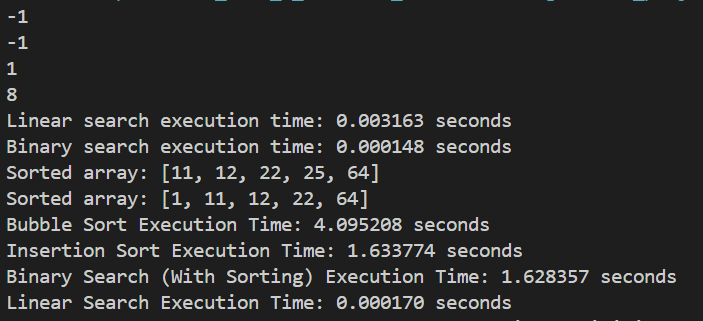 -1
-1
1
8
Linear search execution time: 0.003163 seconds
Binary search execution time: 0.000148 seconds
Sorted array: [11, 12, 22, 25, 64]
Sorted array: [1, 11, 12, 22, 64]
Bubble Sort Execution Time: 4.095208 seconds
Insertion Sort Execution Time: 1.633774 seconds
Binary Search (With Sorting) Execution Time: 1.628357 seconds
Linear Search Execution Time: 0.000170 seconds